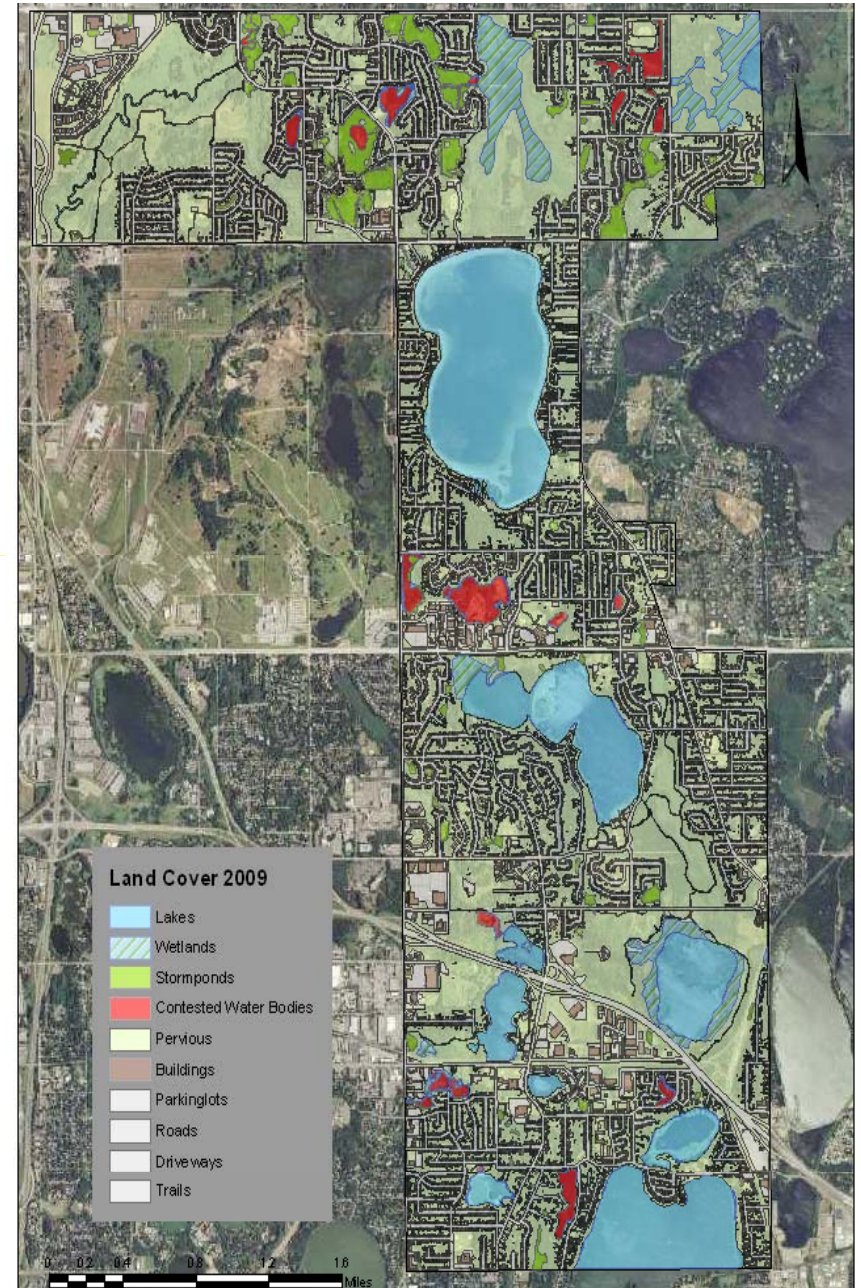 Land Cover 2009
Lakes
Wetlands
Stormponds
Contested Water Bodies
Pervious
Buildings
Parkinglots
Roads
Driveways
Trails
0 0.2 0.4 0.8 1.2 1.6
Miles